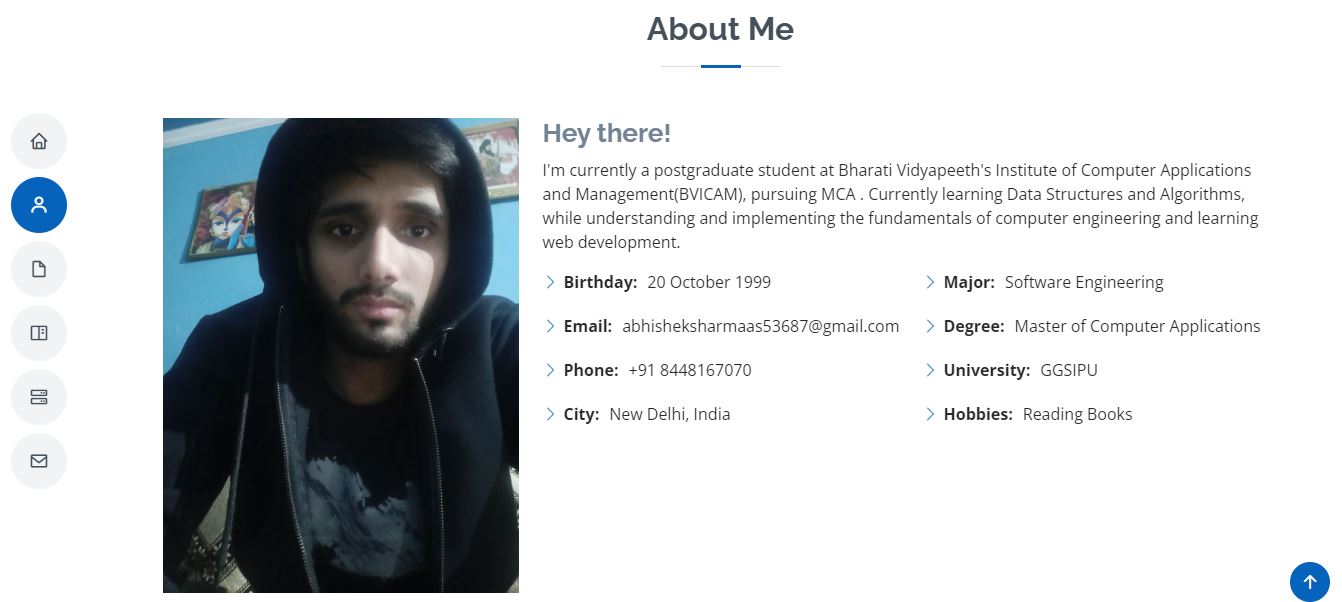 About Me
Hey there!
I'm currently a postgraduate student at Bharati Vidyapeeth's Institute of Computer Applications
and Management(BVICAM), pursuing MCA . Currently learning Data Structures and Algorithms,
while understanding and implementing the fundamentals of computer engineering and learning
web development.
Birthday: 20 October 1999
Email: abhisheksharmaas53687@gmail.com
Phone: +91 8448167070
City: New Delhi, India
Major: Software Engineering
Degree: Master of Computer Applications
University: GGSIPU
Hobbies: Reading Books